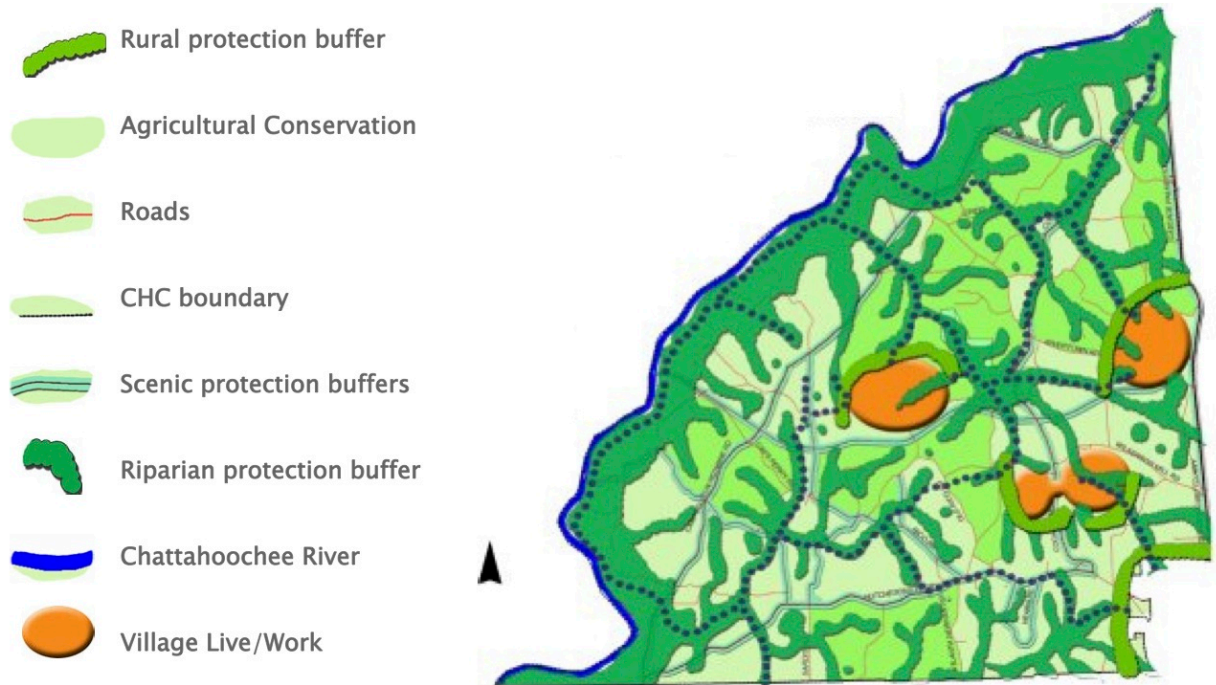 Rural protection buffer
Agricultural Conservation
Roads
CHC boundary
Scenic protection buffers
Riparian protection buffer
Chattahoochee River
Village Live/Work